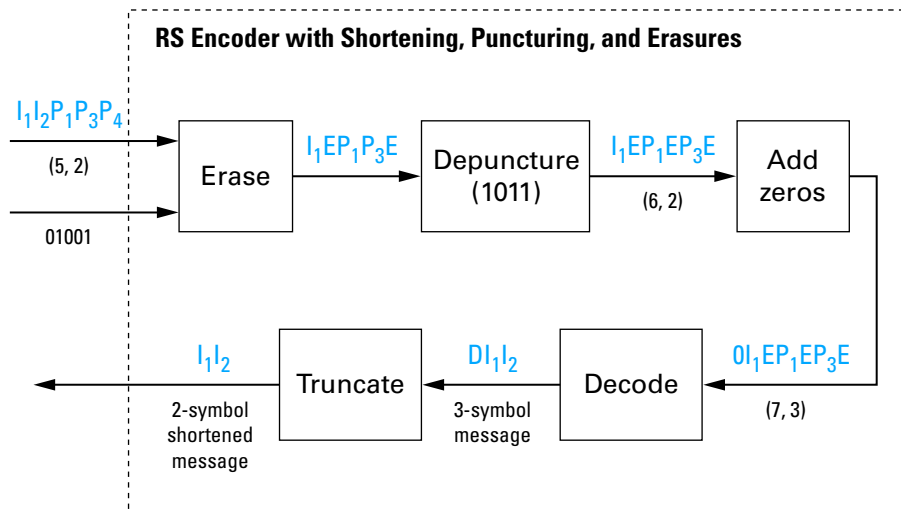 RS Encoder with Shortening, Puncturing, and Erasures
I₁I₂P₁P₃P₄
(5, 2)
01001
Erase
I₁EP₁P₃E
Depuncture
(1011)
I₁EP₁EP₃E
(6, 2)
Add
zeros
0I₁EP₁EP₃E
(7, 3)
Decode
DI₁I₂
3-symbol
message
Truncate
I₁I₂
2-symbol
shortened
message